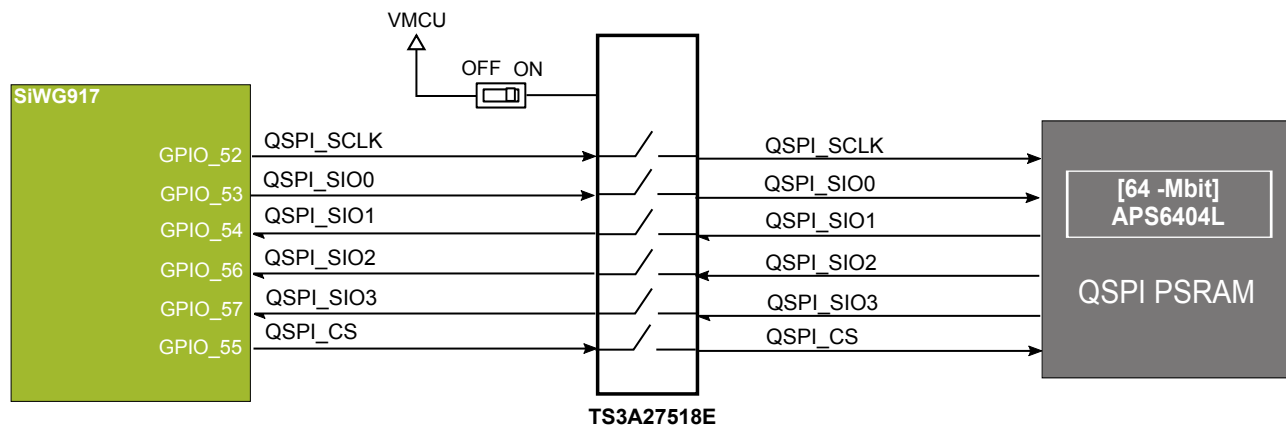 VMCU
OFF ON
SiWG917
GPIO_52
QSPI_SCLK
QSPI_SCLK
GPIO_53
QSPI_SIO0
QSPI_SIO0
GPIO_54
QSPI_SIO1
QSPI_SIO1
GPIO_56
QSPI_SIO2
QSPI_SIO2
GPIO_57
QSPI_SIO3
QSPI_SIO3
GPIO_55
QSPI_CS
QSPI_CS
[64 -Mbit]
APS6404L
QSPI PSRAM
TS3A27518E